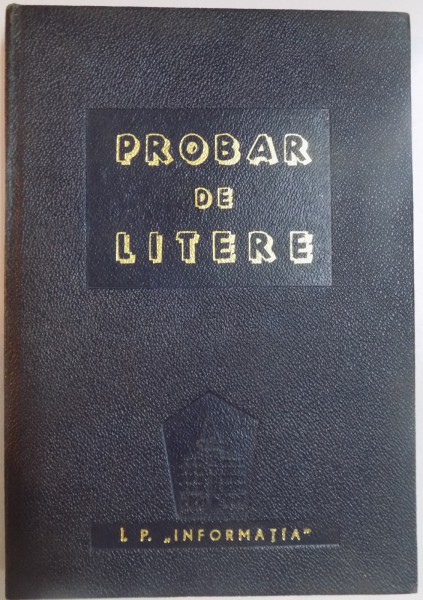 PROBAR
DE
LITERE
I. P. „INFORMAȚIA”